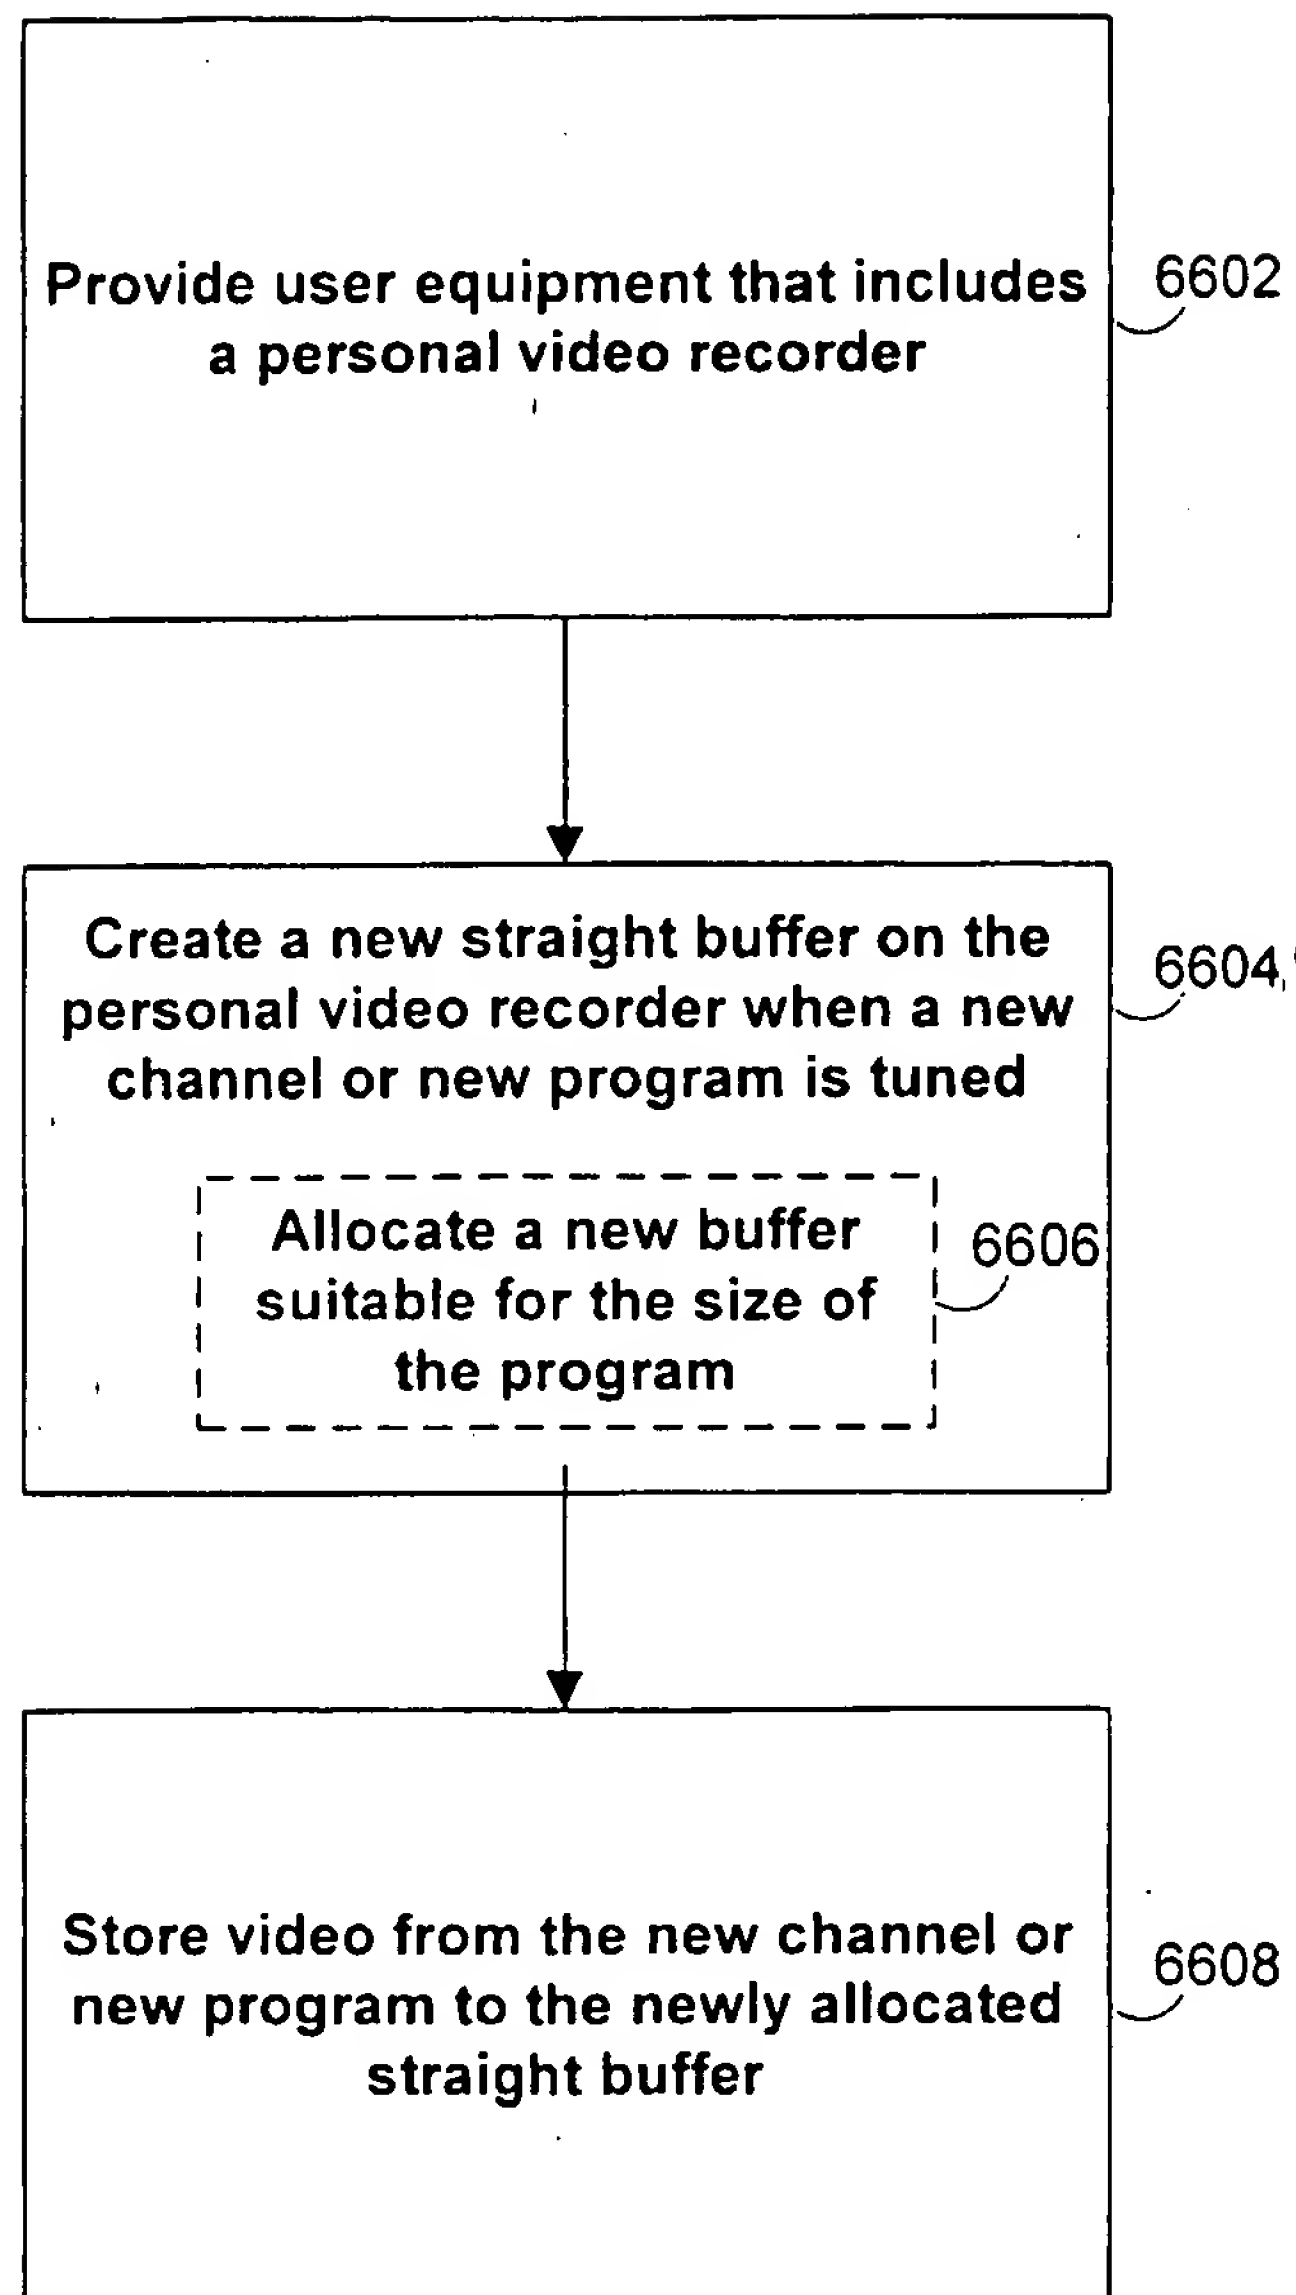 Provide user equipment that includes
a personal video recorder
6602
Create a new straight buffer on the
personal video recorder when a new
channel or new program is tuned
6604
Allocate a new buffer
suitable for the size of
the program
6606
Store video from the new channel or
new program to the newly allocated
straight buffer
6608